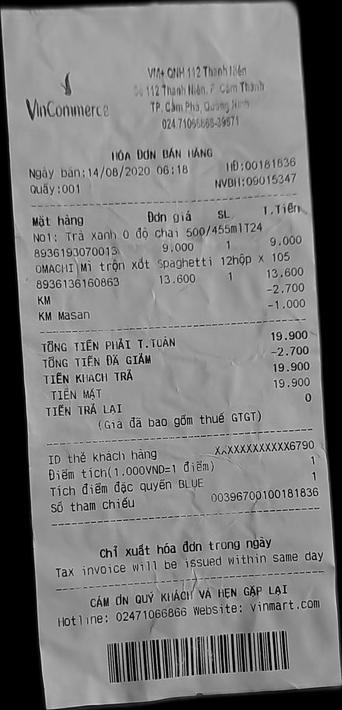 VinCommerce
VM+ QNH 112 Thanh Niên
Số 112 Thanh Niên, P. Cẩm Thành
TP. Cẩm Phả, Quảng Ninh
024.71066866-39571
HÓA ĐƠN BÁN HÀNG
Ngày bán:14/08/2020 06:18 HĐ:00181836
Quầy:001 NVBH:09015347
Mặt hàng Đơn giá SL T.Tiền
No1: Trà xanh 0 độ chai 500/455mlT24
8936193070013 9.000 1 9.000
OMACHI Mì trộn xốt Spaghetti 12hộp x 105
8936136160863 13.600 1 13.600
KM -2.700
KM Masan -1.000
TỔNG TIỀN PHẢI T.TOÁN 19.900
TỔNG TIỀN ĐÃ GIẢM -2.700
TIỀN KHÁCH TRẢ 19.900
TIỀN MẶT 19.900
TIỀN TRẢ LẠI 0
(Giá đã bao gồm thuế GTGT)
ID thẻ khách hàng XXXXXXXXXXXX6790
Điểm tích(1.000VND=1 điểm) 1
Tích điểm đặc quyền BLUE 1
Số tham chiếu 00396700100181836
Chỉ xuất hóa đơn trong ngày
Tax invoice will be issued within same day
CẢM ƠN QUÝ KHÁCH VÀ HẸN GẶP LẠI
Hotline: 02471066866 Website: vinmart.com